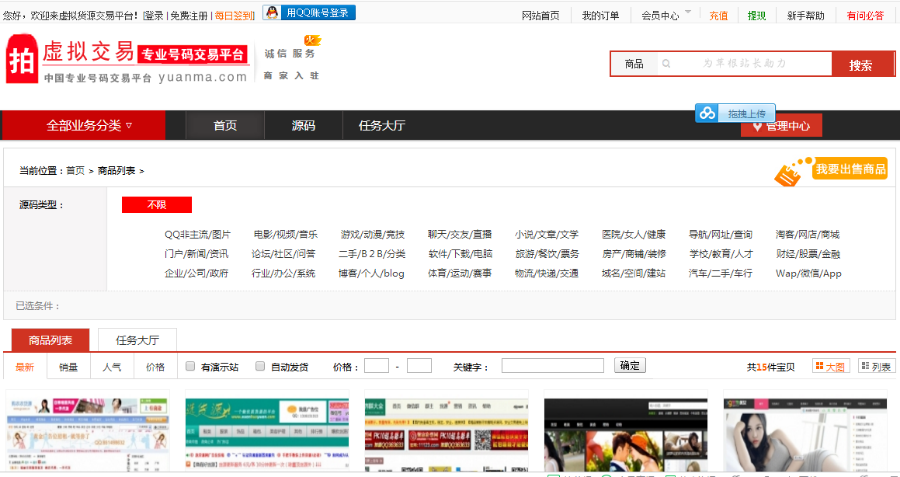 您好，欢迎来虚拟货源交易平台！[登录 | 免费注册 | 每日签到] 用QQ账号登录 网站首页 我的订单 会员中心 充值 提现 新手帮助 有问必答
拍 虚拟交易 专业号码交易平台 诚信服务 火
中国专业号码交易平台 yuanma.com 商家入驻
商品 为草根站长助力 搜索
全部业务分类 首页 源码 任务大厅 拖拽上传 管理中心
当前位置：首页 > 商品列表 > 我要出售商品
源码类型： 不限
QQ非主流/图片 电影/视频/音乐 游戏/动漫/竞技 聊天/交友/直播 小说/文章/文学 医院/女人/健康 导航/网址/查询 淘客/网店/商城
门户/新闻/资讯 论坛/社区/问答 二手/B2B/分类 软件/下载/电脑 旅游/餐饮/票务 房产/商铺/装修 学校/教育/人才 财经/股票/金融
企业/公司/政府 行业/办公/系统 博客/个人/blog 体育/运动/赛事 物流/快递/交通 域名/空间/建站 汽车/二手/车行 Wap/微信/App
已选条件：
商品列表 任务大厅
最新 销量 人气 价格 有演示站 自动发货 价格： - 关键字： 确定 共15件宝贝 大图 列表